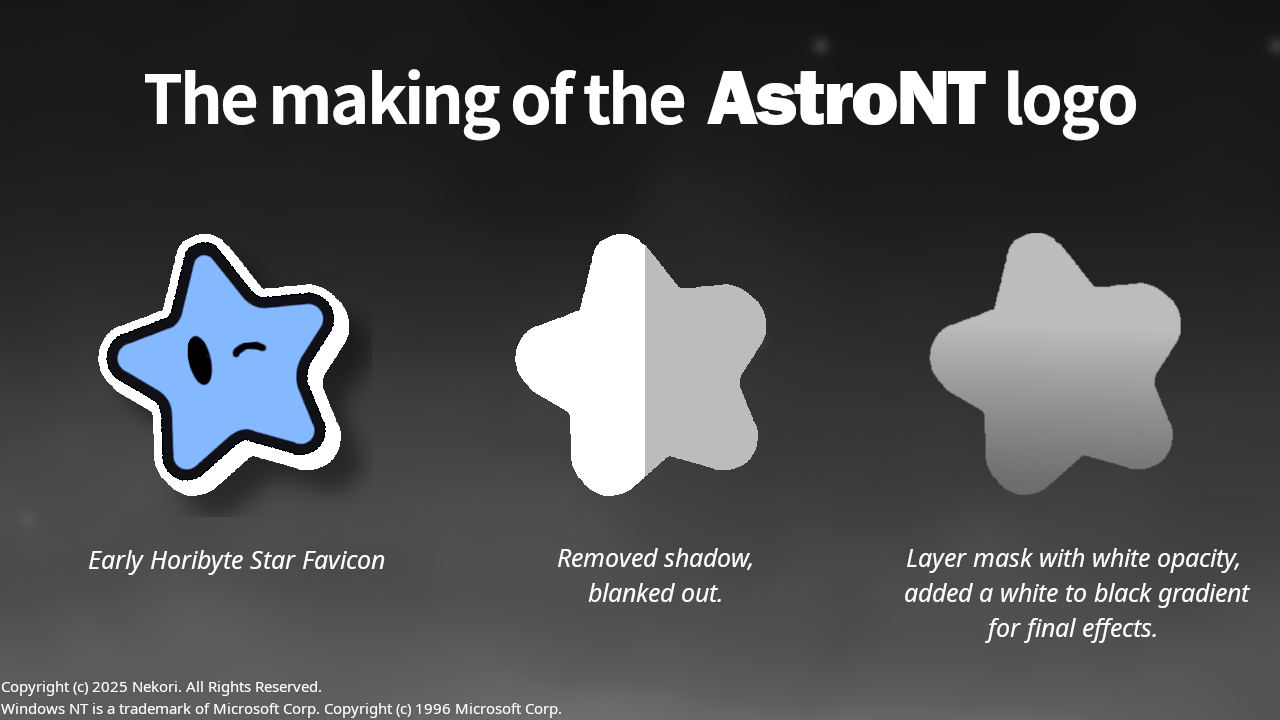 The making of the AstroNT logo
Early Horibyte Star Favicon
Removed shadow,
blanked out.
Layer mask with white opacity,
added a white to black gradient
for final effects.
Copyright (c) 2025 Nekori. All Rights Reserved.
Windows NT is a trademark of Microsoft Corp. Copyright (c) 1996 Microsoft Corp.